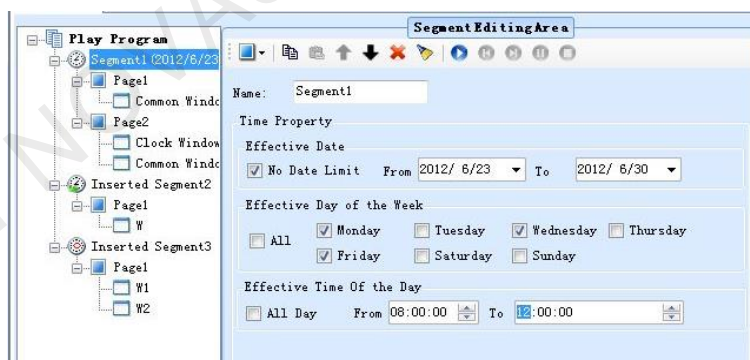 SegmentEditingArea
Play Program
Segment1 (2012/6/23
Page1
Common Windo
Page2
Clock Window
Common Windo
Inserted Segment2
Page1
W
Inserted Segment3
Page1
W1
W2
Name: Segment1
Time Property
Effective Date
No Date Limit From 2012/ 6/23 To 2012/ 6/30
Effective Day of the Week
All Monday Tuesday Wednesday Thursday
Friday Saturday Sunday
Effective Time Of the Day
All Day From 08:00:00 To 12:00:00
NOVA